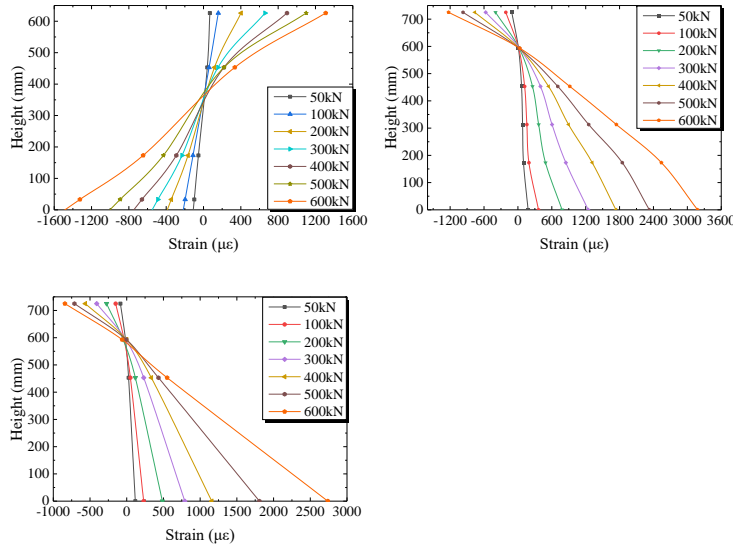 600
500
400
300
200
100
0
Height (mm)
50kN
100kN
200kN
300kN
400kN
500kN
600kN
-1600 -1200 -800 -400 0 400 800 1200 1600
Strain (με)
700
600
500
400
300
200
100
0
Height (mm)
50kN
100kN
200kN
300kN
400kN
500kN
600kN
-1200 -600 0 600 1200 1800 2400 3000 3600
Strain (με)
700
600
500
400
300
200
100
0
Height (mm)
50kN
100kN
200kN
300kN
400kN
500kN
600kN
-1000 -500 0 500 1000 1500 2000 2500 3000
Strain (με)